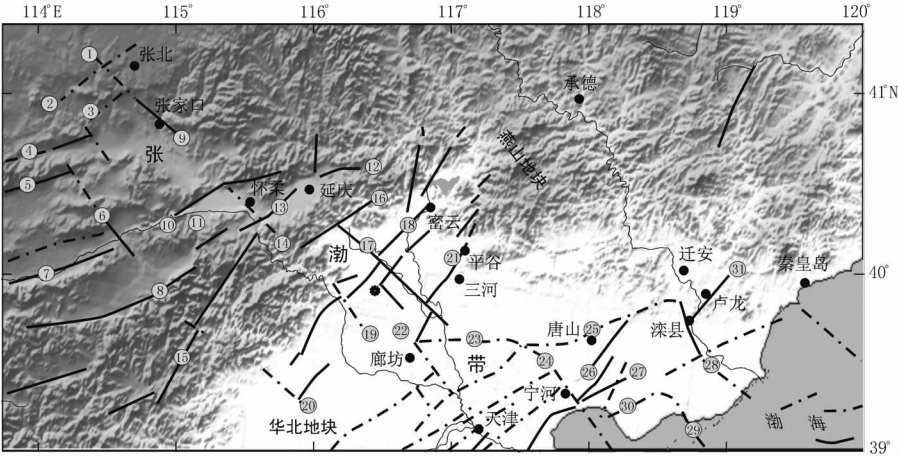 114° 115° 116° 117° 118° 119° 120°
① 张北
② 承德
41°N
③ 张家口
④ ⑨
张 燕山地块
⑤ ⑫
怀柔 延庆
⑥ ⑩ ⑪ ⑬ ⑯ ⑱ 密云
⑭ ⑰ 渤 ㉑ 平谷 迁安 秦皇岛
⑦ 40°
⑧ 三河 ㉛
卢龙
⑲ ㉒ ㉓ 唐山 ㉕ 滦县
⑮ 廊坊 带 ㉔ ㉖ ㉗ ㉘
⑳ 宁河 ㉚
华北地块 天津 ㉙ 渤海
39°